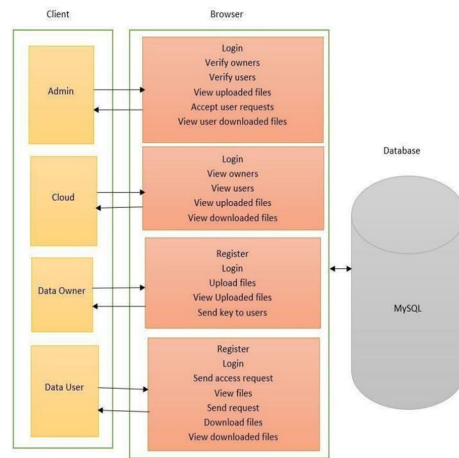 Client
Browser
Admin
Login
Verify owners
Verify users
View uploaded files
Accept user requests
View user downloaded files
Cloud
Login
View owners
View users
View uploaded files
View downloaded files
Data Owner
Register
Login
Upload files
View Uploaded files
Send key to users
Data User
Register
Login
Send access request
View files
Send request
Download files
View downloaded files
Database
MySQL